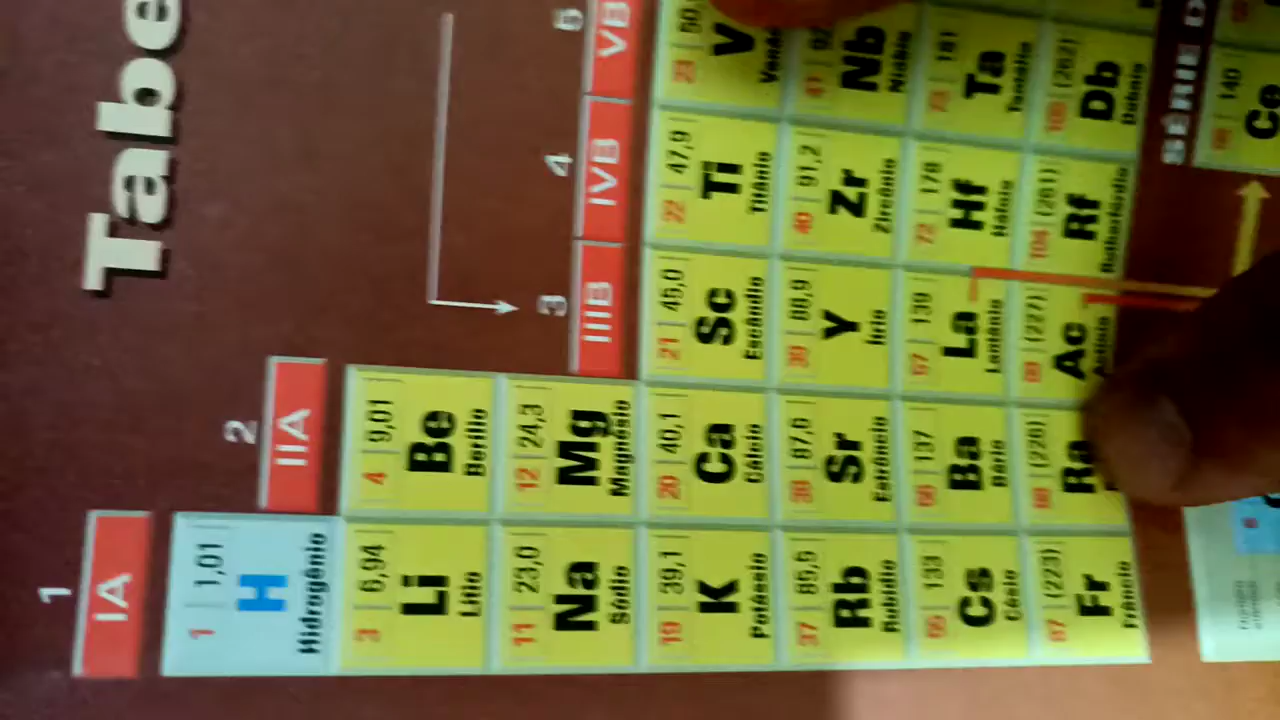 Tabe
1
IA
2
IIA
3
IIIB
4
IVB
5
VB
1 | 1,01
H
Hidrogênio
3 | 6,94
Li
Lítio
4 | 9,01
Be
Berílio
11 | 23,0
Na
Sódio
12 | 24,3
Mg
Magnésio
19 | 39,1
K
Potássio
20 | 40,1
Ca
Cálcio
21 | 45,0
Sc
Escândio
22 | 47,9
Ti
Titânio
23 | 50,
V
37 | 85,5
Rb
Rubídio
38 | 87,6
Sr
Estrôncio
39 | 88,9
Y
Ítrio
40 | 91,2
Zr
Zircônio
41
Nb
Nióbio
55 | 133
Cs
Césio
56 | 137
Ba
Bário
57 | 139
La
Lantânio
72 | 178
Hf
Háfnio
73 | 181
Ta
Tantálio
87 | (223)
Fr
Frâncio
88 | (226)
Ra
89 | (227)
Ac
Actínio
104 | (261)
Rf
Rutherfórdio
105 | (262)
Db
Dúbnio
SÉRIE D
58 | 140
Ce